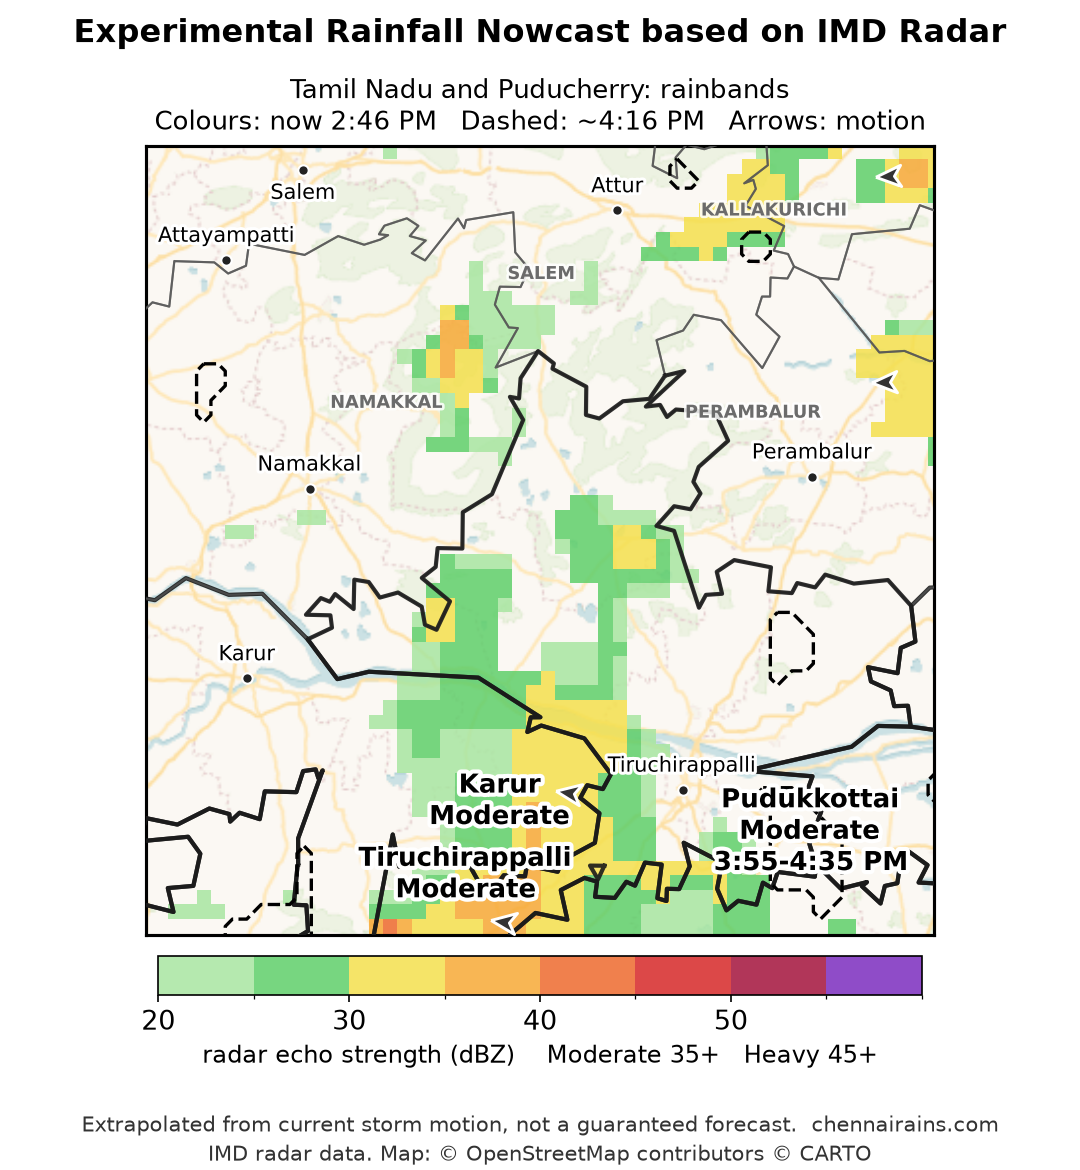 Experimental Rainfall Nowcast based on IMD Radar
Tamil Nadu and Puducherry: rainbands
Colours: now 2:46 PM   Dashed: ~4:16 PM   Arrows: motion
Salem
Attur
KALLAKURICHI
Attayampatti
SALEM
NAMAKKAL
PERAMBALUR
Perambalur
Namakkal
Karur
Tiruchirappalli
Karur
Moderate
Pudukkottai
Moderate
3:55-4:35 PM
Tiruchirappalli
Moderate
20 30 40 50
radar echo strength (dBZ)    Moderate 35+   Heavy 45+
Extrapolated from current storm motion, not a guaranteed forecast.  chennairains.com
IMD radar data. Map: © OpenStreetMap contributors © CARTO